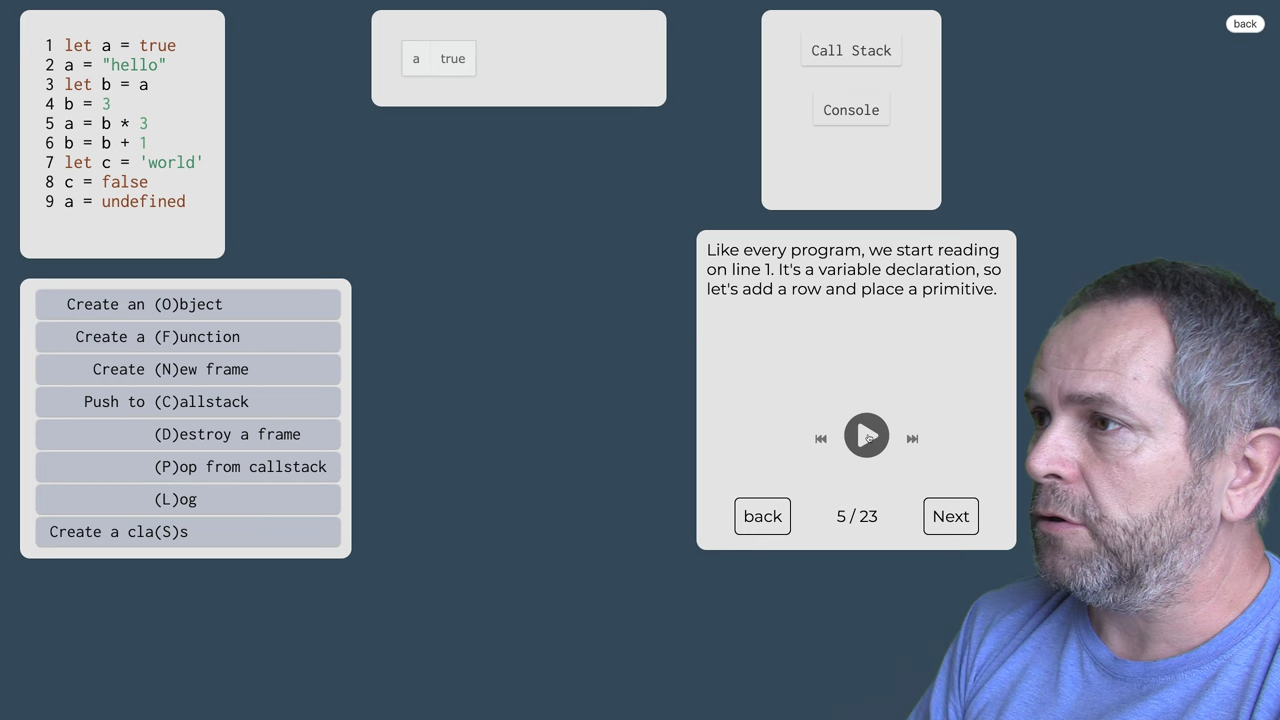 1 let a = true
2 a = "hello"
3 let b = a
4 b = 3
5 a = b * 3
6 b = b + 1
7 let c = 'world'
8 c = false
9 a = undefined
a true
Call Stack
Console
back
Like every program, we start reading
on line 1. It's a variable declaration, so
let's add a row and place a primitive.
back 5 / 23 Next
Create an (O)bject
Create a (F)unction
Create (N)ew frame
Push to (C)allstack
(D)estroy a frame
(P)op from callstack
(L)og
Create a cla(S)s